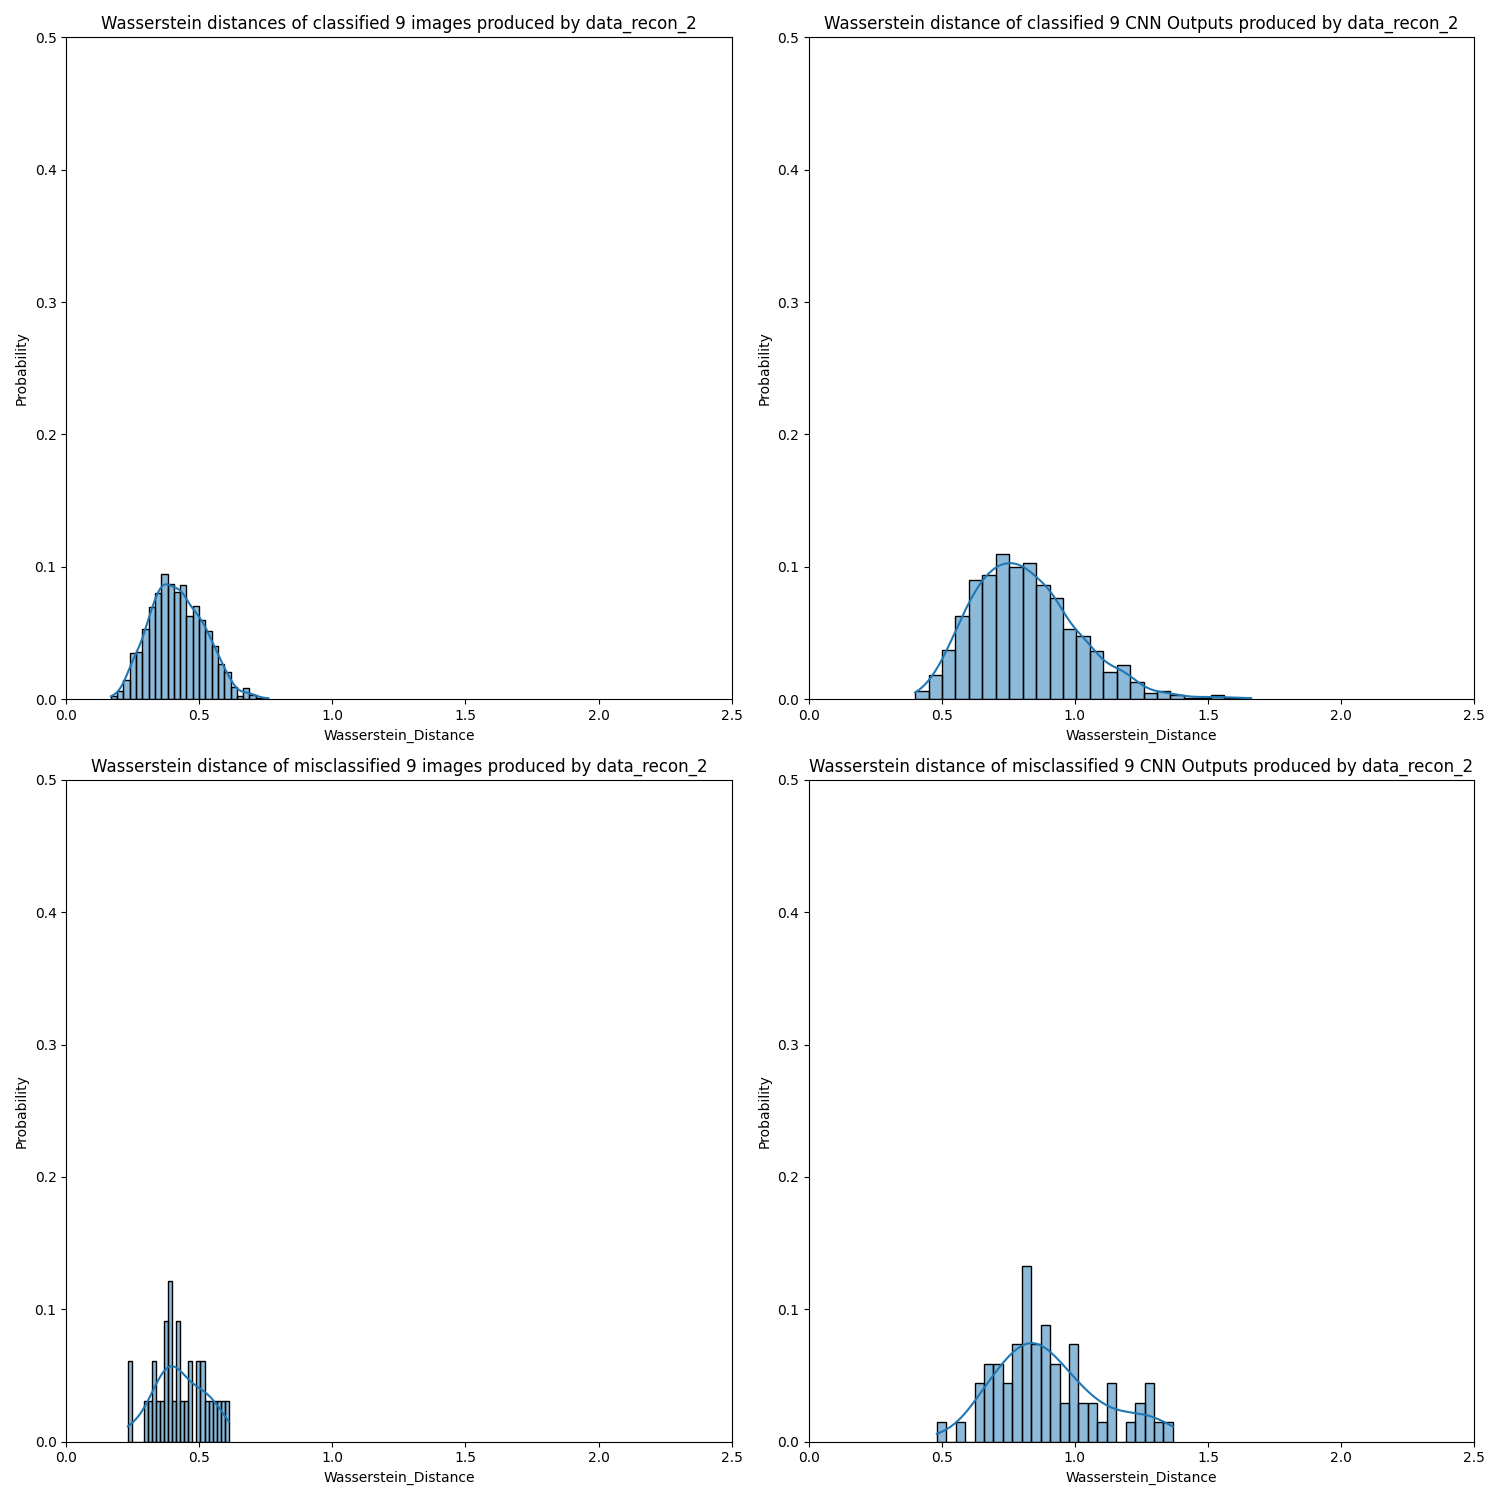 Wasserstein distances of classified 9 images produced by data_recon_2
0.5
0.4
0.3
0.2
0.1
0.0
Probability
0.0 0.5 1.0 1.5 2.0 2.5
Wasserstein_Distance
Wasserstein distance of classified 9 CNN Outputs produced by data_recon_2
0.5
0.4
0.3
0.2
0.1
0.0
Probability
0.0 0.5 1.0 1.5 2.0 2.5
Wasserstein_Distance
Wasserstein distance of misclassified 9 images produced by data_recon_2
0.5
0.4
0.3
0.2
0.1
0.0
Probability
0.0 0.5 1.0 1.5 2.0 2.5
Wasserstein_Distance
Wasserstein distance of misclassified 9 CNN Outputs produced by data_recon_2
0.5
0.4
0.3
0.2
0.1
0.0
Probability
0.0 0.5 1.0 1.5 2.0 2.5
Wasserstein_Distance